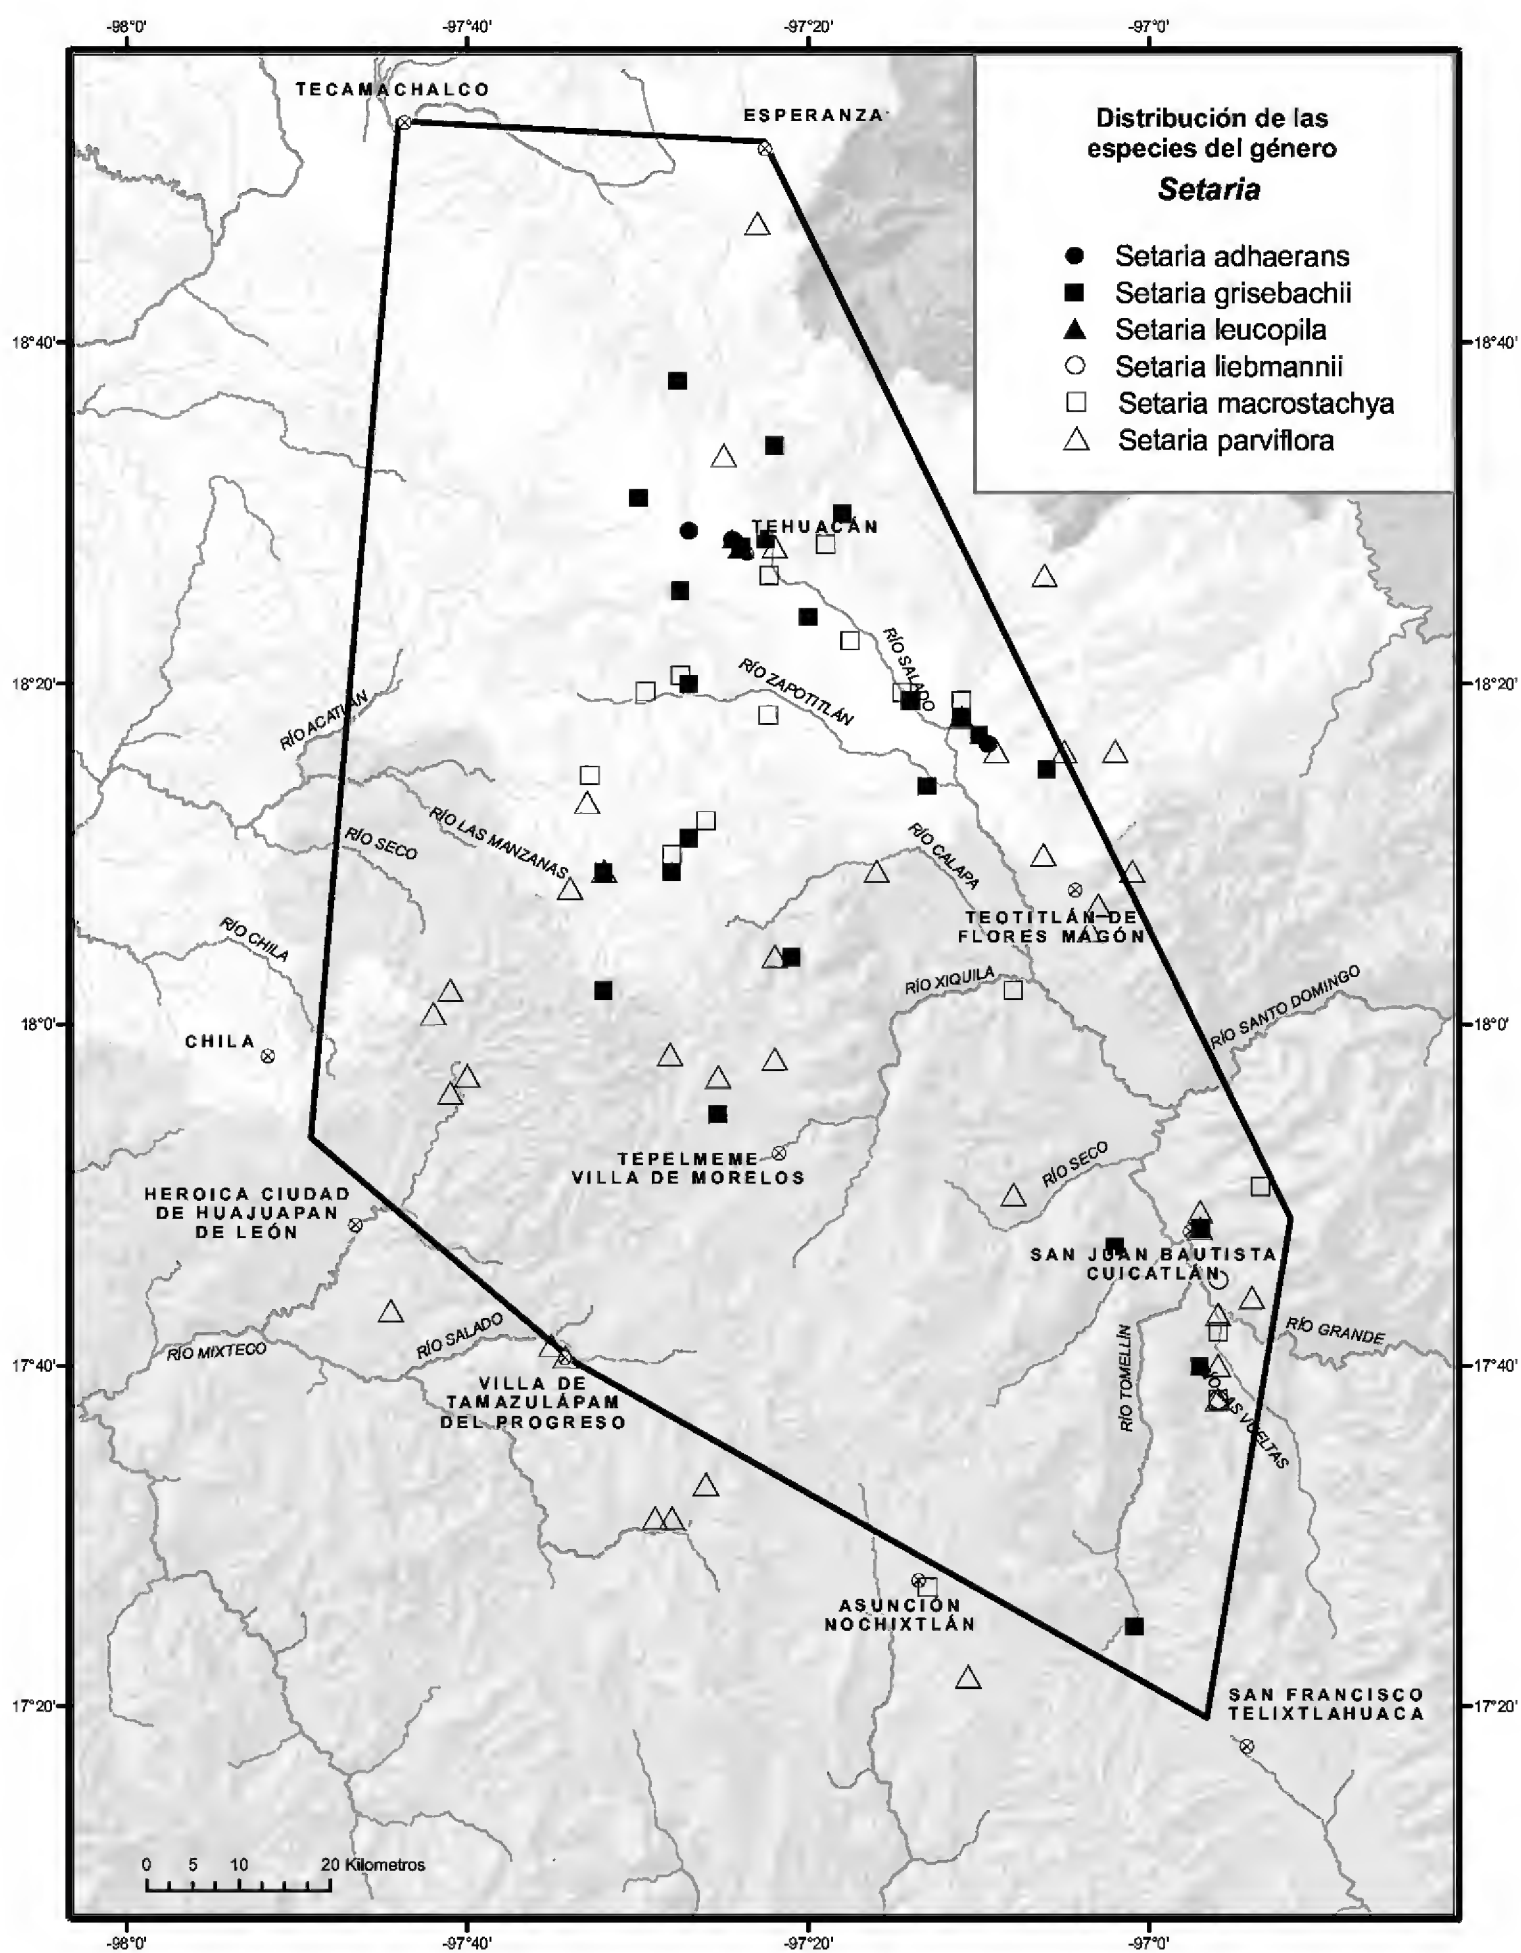 -98°0' -97°40' -97°20' -97°0'
TECAMACHALCO
ESPERANZA
Distribución de las
especies del género
Setaria
Setaria adhaerans
Setaria grisebachii
Setaria leucopila
Setaria liebmannii
Setaria macrostachya
Setaria parviflora
18°40' 18°40'
TEHUACÁN
RÍO SALADO
RÍO ZAPOTITLÁN
18°20' 18°20'
RÍO ACATLÁN
RÍO LAS MANZANAS
RÍO SECO
RÍO CALAPA
TEOTITLÁN DE
FLORES MAGÓN
RÍO CHILA
RÍO XIQUILA
RÍO SANTO DOMINGO
18°0' 18°0'
CHILA
TEPELMEME
VILLA DE MORELOS
RÍO SECO
HEROICA CIUDAD
DE HUAJUAPAN
DE LEÓN
SAN JUAN BAUTISTA
CUICATLÁN
RÍO MIXTECO
RÍO SALADO
RÍO GRANDE
RÍO TOMELLÍN
17°40' 17°40'
VILLA DE
TAMAZULÁPAM
DEL PROGRESO
VUELTAS
ASUNCIÓN
NOCHIXTLÁN
17°20' 17°20'
SAN FRANCISCO
TELIXTLAHUACA
0 5 10 20 Kilometros
-98°0' -97°40' -97°20' -97°0'